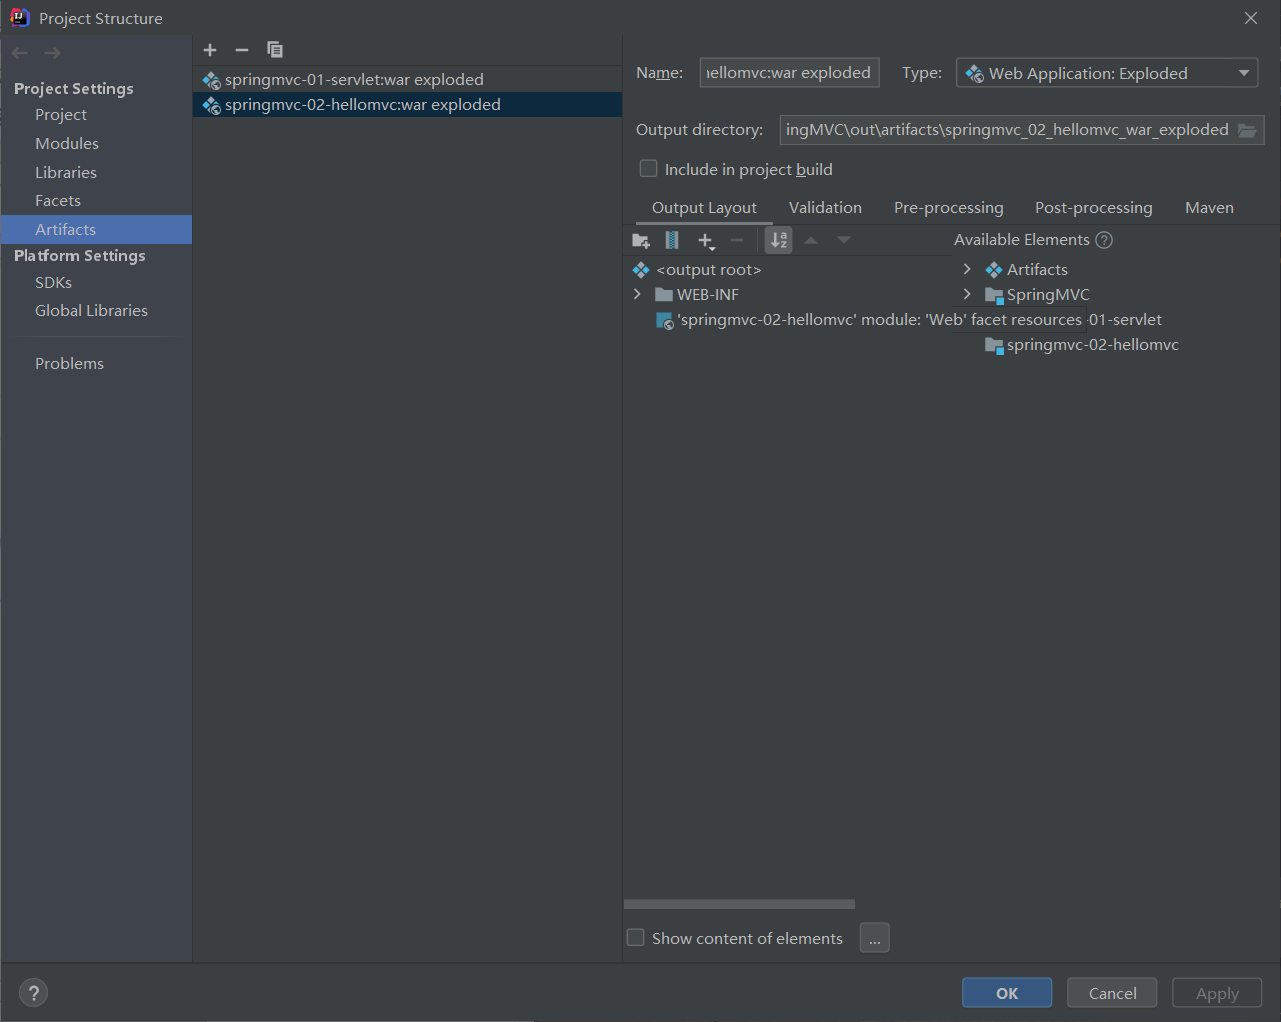 Project Structure
Project Settings
Project
Modules
Libraries
Facets
Artifacts
Platform Settings
SDKs
Global Libraries
Problems
springmvc-01-servlet:war exploded
springmvc-02-hellomvc:war exploded
Name: hellomvc:war exploded Type: Web Application: Exploded
Output directory: ingMVC\out\artifacts\springmvc_02_hellomvc_war_exploded
Include in project build
Output Layout Validation Pre-processing Post-processing Maven
Available Elements ?
<output root>
WEB-INF
'springmvc-02-hellomvc' module: 'Web' facet resources
Artifacts
SpringMVC
-01-servlet
springmvc-02-hellomvc
Show content of elements ...
? OK Cancel Apply